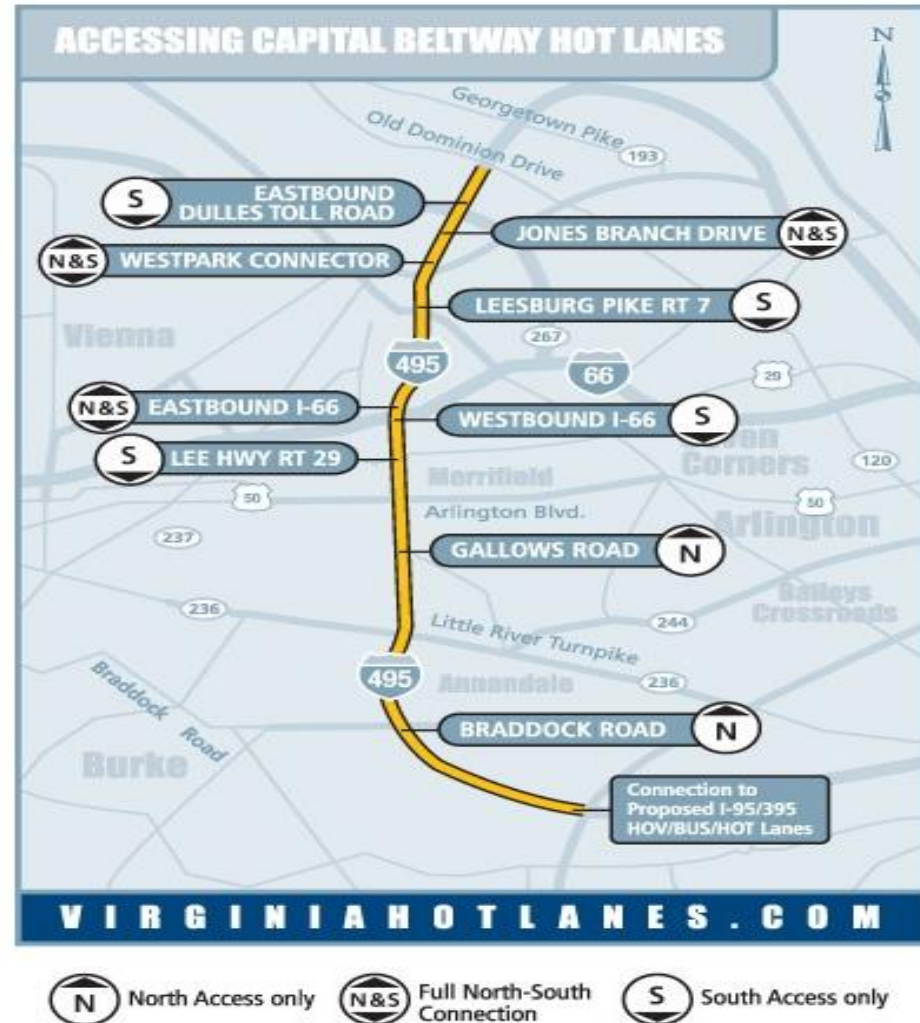 ACCESSING CAPITAL BELTWAY HOT LANES
N
S
Georgetown Pike
Old Dominion Drive
193
S
EASTBOUND
DULLES TOLL ROAD
JONES BRANCH DRIVE
N&S
N&S
WESTPARK CONNECTOR
LEESBURG PIKE RT 7
S
Vienna
267
495
66
29
N&S
EASTBOUND I-66
WESTBOUND I-66
S
S
LEE HWY RT 29
Corners
Merrifield
120
50
50
Arlington Blvd.
Arlington
237
GALLOWS ROAD
N
Baileys
Crossroads
236
244
Little River Turnpike
495
Annandale
236
Braddock
Road
BRADDOCK ROAD
N
Burke
Connection to
Proposed I-95/395
HOV/BUS/HOT Lanes
VIRGINIAHOTLANES.COM
N
North Access only
N&S
Full North-South
Connection
S
South Access only